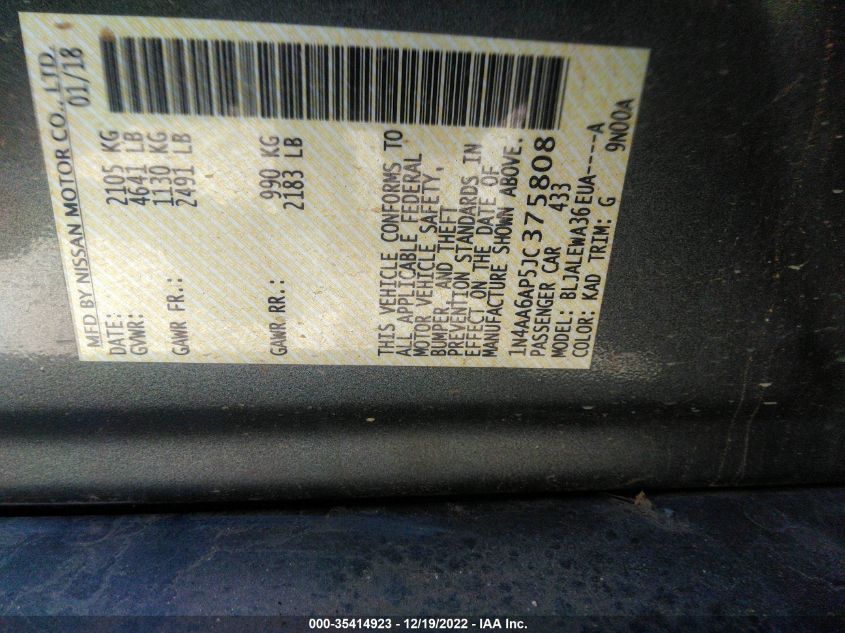 MFD BY NISSAN MOTOR CO., LTD.
DATE: 01/18
GVWR: 2105 KG
4641 LB
GAWR FR.: 1130 KG
2491 LB
GAWR RR.: 990 KG
2183 LB
THIS VEHICLE CONFORMS TO
ALL APPLICABLE FEDERAL
MOTOR VEHICLE SAFETY,
BUMPER AND THEFT
PREVENTION STANDARDS IN
EFFECT ON THE DATE OF
MANUFACTURE SHOWN ABOVE.
1N4AA6AP5JC375808
PASSENGER CAR 433
MODEL: BLJALEWA36EUA----A
COLOR: KAD TRIM: G 9N00A
000-35414923 - 12/19/2022 - IAA Inc.